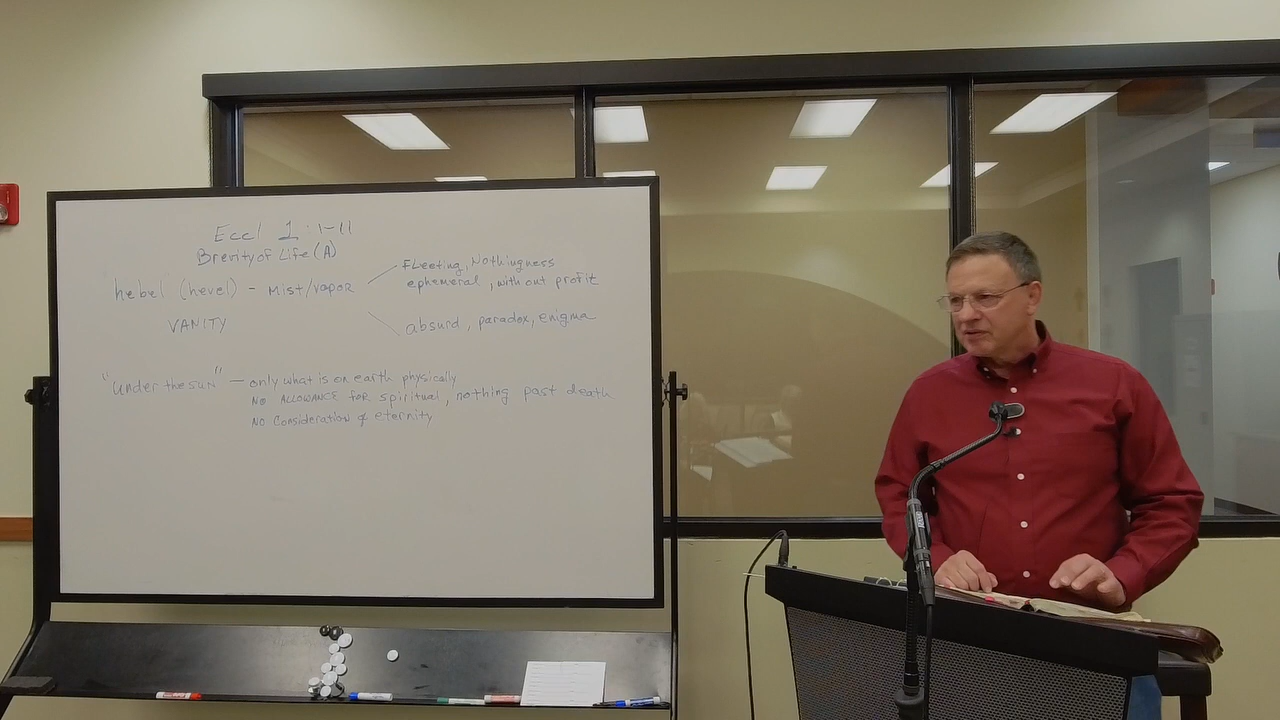 Eccl 1:1-11
Brevity of Life (A)
hebel (hevel) - Mist/vapor
Fleeting, Nothingness
ephemeral, without profit
VANITY
absurd, paradox, enigma
"Under the sun" — only what is on earth physically
NO ALLOWANCE for spiritual, nothing past death
NO Consideration of eternity